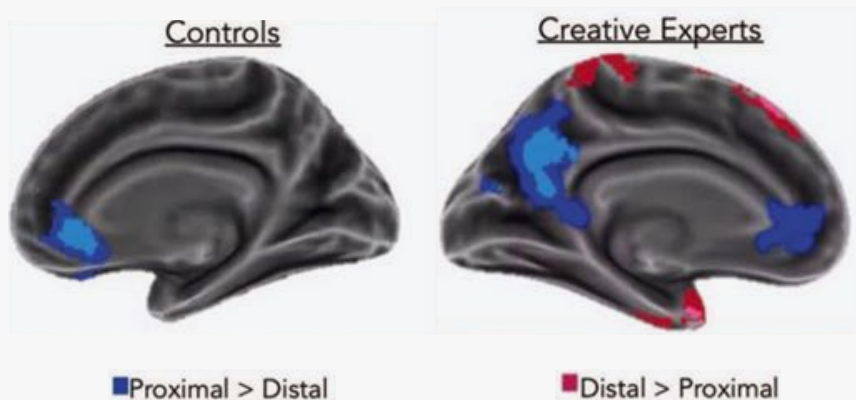 Controls
Creative Experts
Proximal > Distal
Distal > Proximal